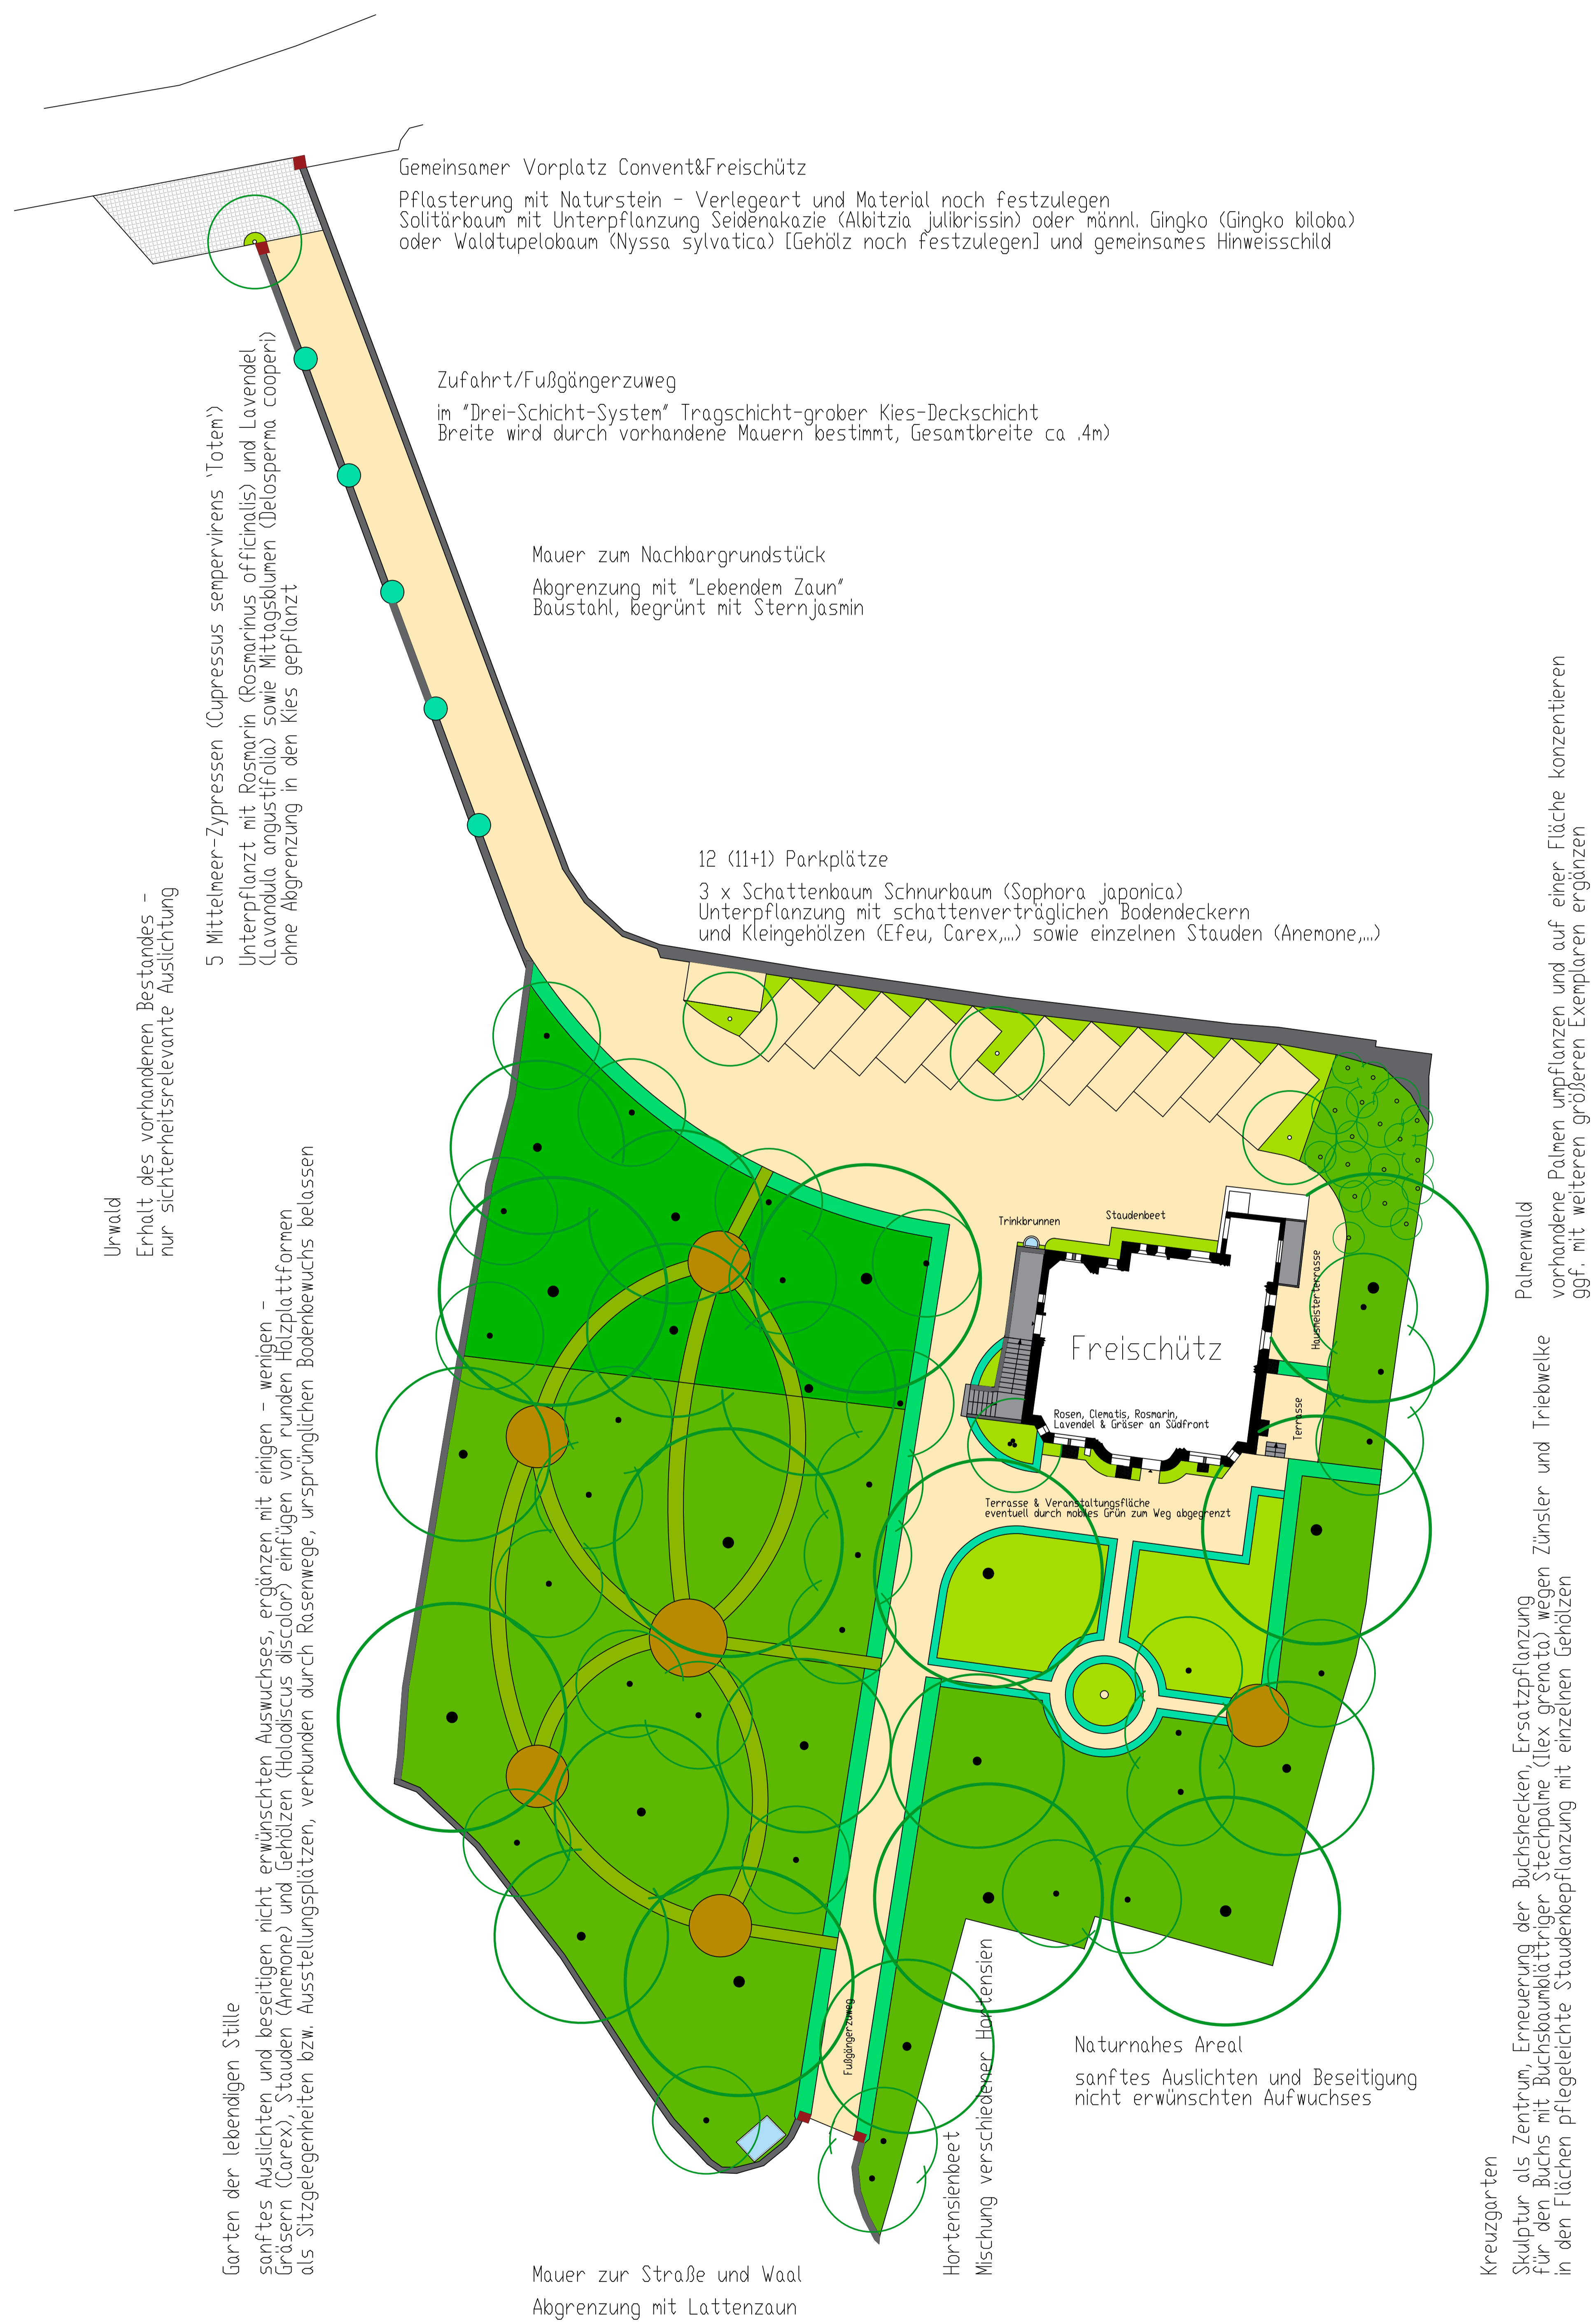 Gemeinsamer Vorplatz Convent&Freischütz
Pflasterung mit Naturstein - Verlegeart und Material noch festzulegen
Solitärbaum mit Unterpflanzung Seidenakazie (Albitzia julibrissin) oder männl. Gingko (Gingko biloba)
oder Waldtupelobaum (Nyssa sylvatica) [Gehölz noch festzulegen] und gemeinsames Hinweisschild
Zufahrt/Fußgängerzuweg
im "Drei-Schicht-System" Tragschicht-grober Kies-Deckschicht
Breite wird durch vorhandene Mauern bestimmt, Gesamtbreite ca .4m)
5 Mittelmeer-Zypressen (Cupressus sempervirens 'Totem')
Unterpflanzt mit Rosmarin (Rosmarinus officinalis) und Lavendel
(Lavandula angustifolia) sowie Mittagsblumen (Delosperma cooperi)
ohne Abgrenzung in den Kies gepflanzt
Mauer zum Nachbargrundstück
Abgrenzung mit "Lebendem Zaun"
Baustahl, begrünt mit Sternjasmin
12 (11+1) Parkplätze
3 x Schattenbaum Schnurbaum (Sophora japonica)
Unterpflanzung mit schattenverträglichen Bodendeckern
und Kleingehölzen (Efeu, Carex,...) sowie einzelnen Stauden (Anemone,...)
Urwald
Erhalt des vorhandenen Bestandes -
nur sichterheitsrelevante Auslichtung
Palmenwald
vorhandene Palmen umpflanzen und auf einer Fläche konzentieren
ggf. mit weiteren größeren Exemplaren ergänzen
Trinkbrunnen
Staudenbeet
Hausmeisterterrasse
Freischütz
Terrasse
Rosen, Clematis, Rosmarin,
Lavendel & Gräser an Südfront
Terrasse & Veranstaltungsfläche
eventuell durch mobiles Grün zum Weg abgegrenzt
Garten der lebendigen Stille
sanftes Auslichten und beseitigen nicht erwünschten Auswuchses, ergänzen mit einigen - wenigen -
Gräsern (Carex), Stauden (Anemone) und Gehölzen (Holodiscus discolor) einfügen von runden Holzplattformen
als Sitzgelegenheiten bzw. Ausstellungsplätzen, verbunden durch Rasenwege, ursprünglichen Bodenbewuchs belassen
Fußgängerzuweg
Naturnahes Areal
sanftes Auslichten und Beseitigung
nicht erwünschten Aufwuchses
Hortensienbeet
Mischung verschiedener Hortensien
Kreuzgarten
Skulptur als Zentrum, Erneuerung der Buchshecken, Ersatzpflanzung
für den Buchs mit Buchsbaumblättriger Stechpalme (Ilex grenata) wegen Zünsler und Triebwelke
in den Flächen pflegeleichte Staudenbepflanzung mit einzelnen Gehölzen
Mauer zur Straße und Waal
Abgrenzung mit Lattenzaun